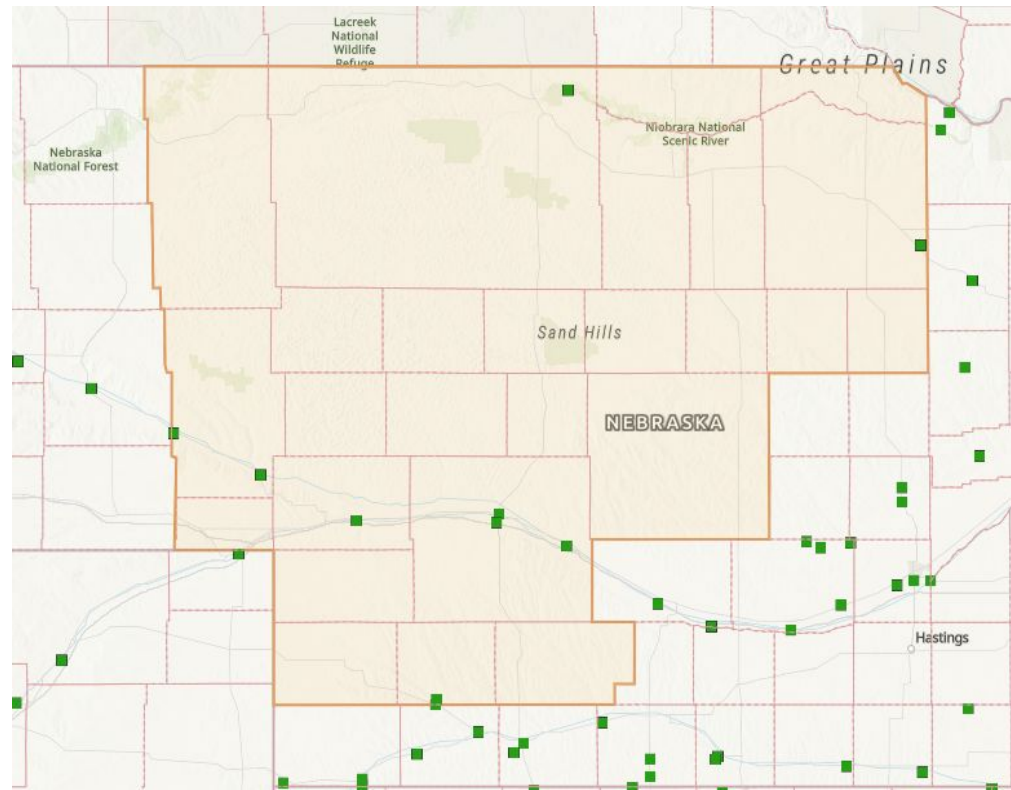 Lacreek
National
Wildlife
Refuge
Great Plains
Nebraska
National Forest
Niobrara National
Scenic River
Sand Hills
NEBRASKA
Hastings